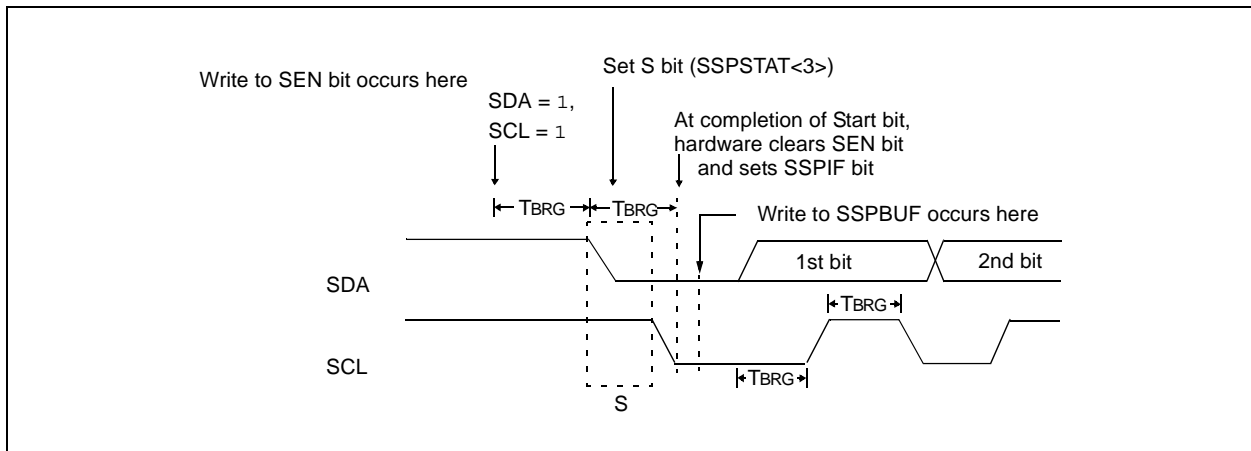 Set S bit (SSPSTAT<3>)
Write to SEN bit occurs here
SDA = 1,
SCL = 1
At completion of Start bit,
hardware clears SEN bit
and sets SSPIF bit
TBRG
TBRG
Write to SSPBUF occurs here
1st bit
2nd bit
SDA
TBRG
SCL
TBRG
S